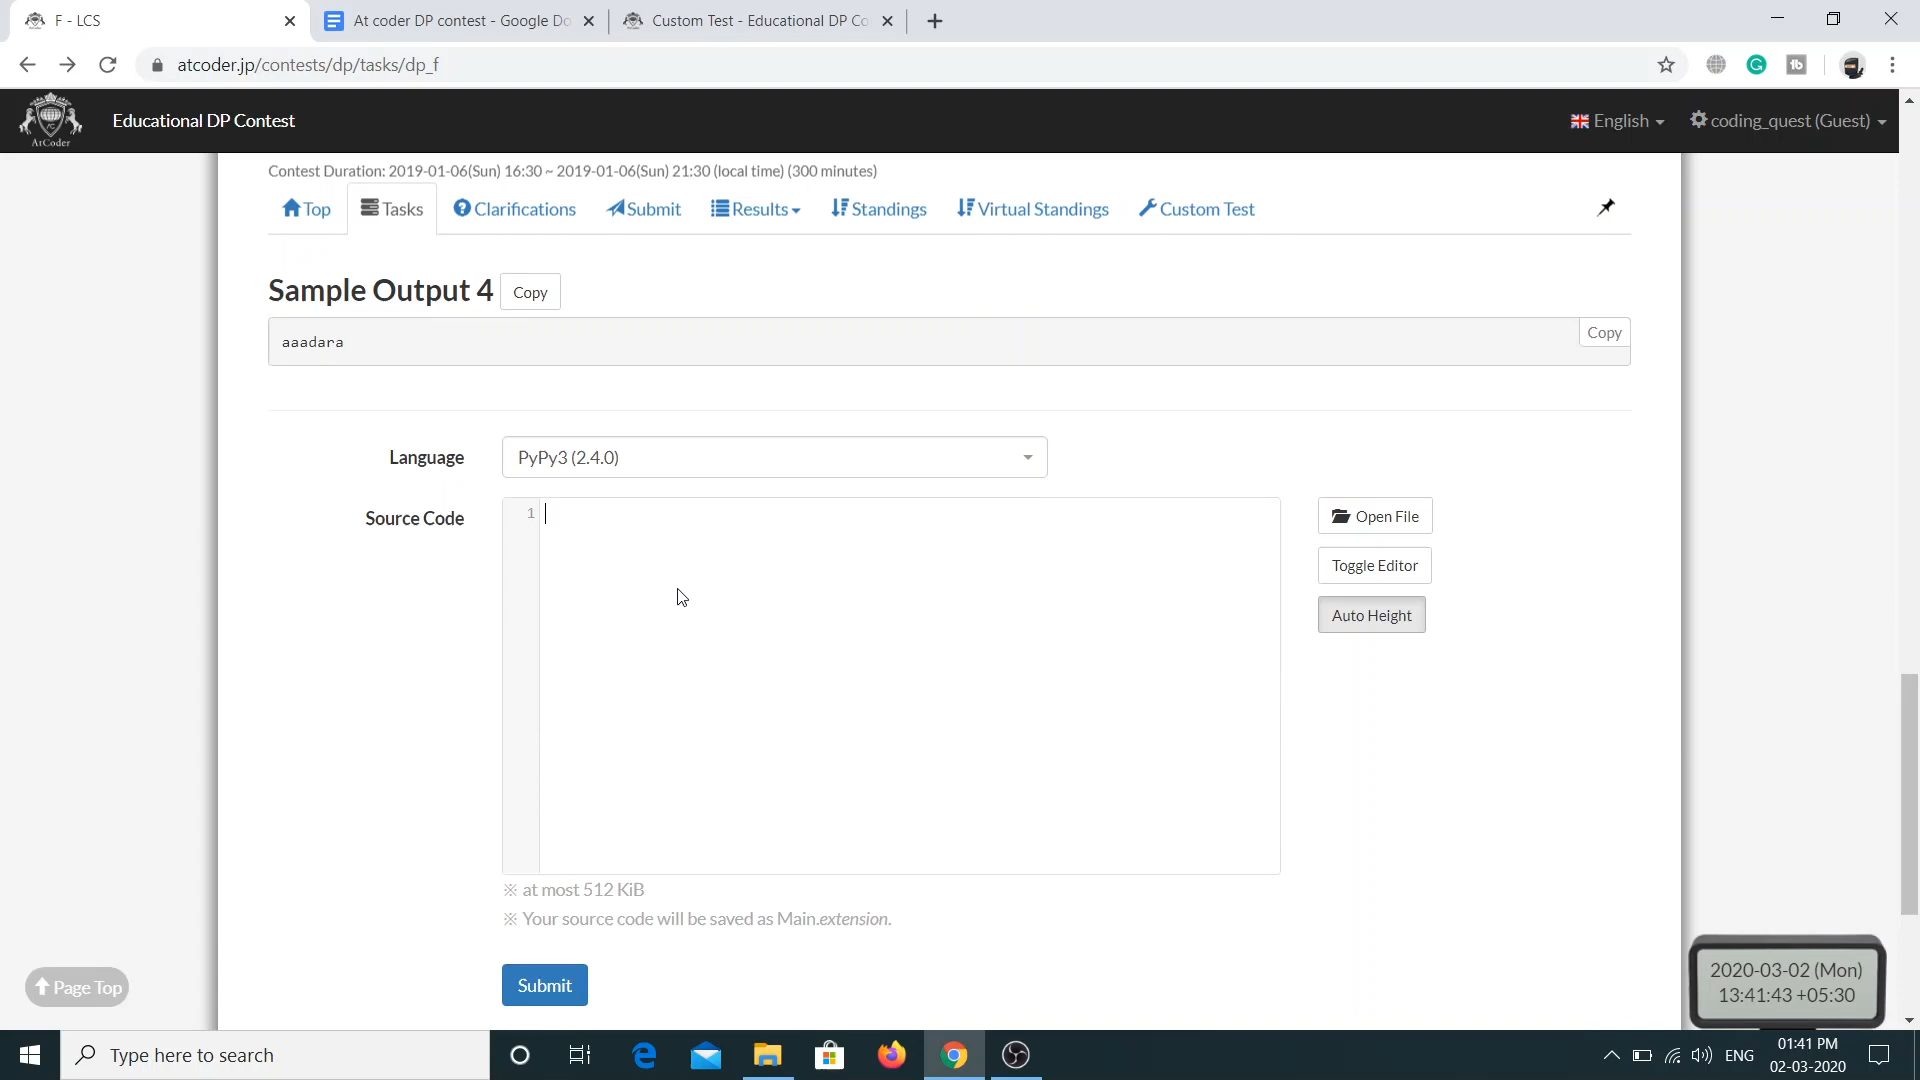 F - LCS
At coder DP contest - Google Do
Custom Test - Educational DP Co
atcoder.jp/contests/dp/tasks/dp_f
AtCoder
Educational DP Contest
English
coding_quest (Guest)
Contest Duration: 2019-01-06(Sun) 16:30 ~ 2019-01-06(Sun) 21:30 (local time) (300 minutes)
Top
Tasks
Clarifications
Submit
Results
Standings
Virtual Standings
Custom Test
Sample Output 4
Copy
Copy
aaadara
Language
PyPy3 (2.4.0)
Source Code
1
Open File
Toggle Editor
Auto Height
※ at most 512 KiB
※ Your source code will be saved as Main.extension.
Submit
Page Top
2020-03-02 (Mon)
13:41:43 +05:30
Type here to search
ENG
01:41 PM
02-03-2020